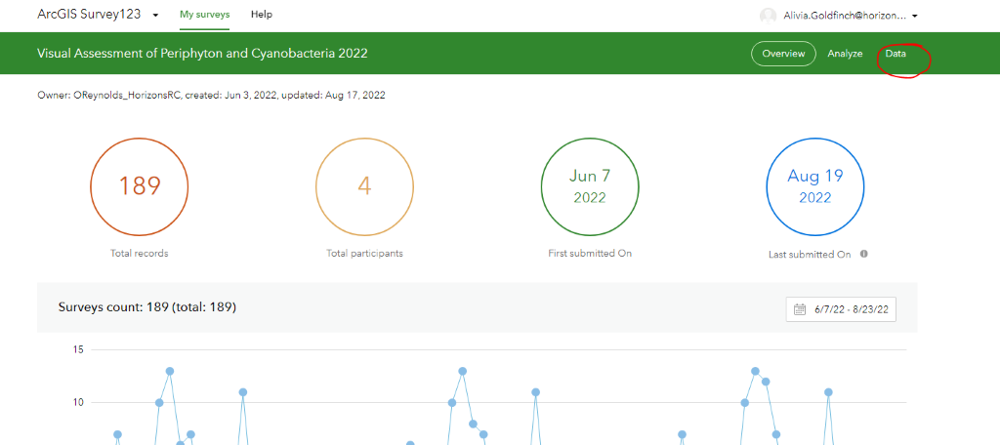 ArcGIS Survey123 My surveys Help Alivia.Goldfinch@horizon...
Visual Assessment of Periphyton and Cyanobacteria 2022 Overview Analyze Data
Owner: OReynolds_HorizonsRC, created: Jun 3, 2022, updated: Aug 17, 2022
189 4 Jun 7 Aug 19
2022 2022
Total records Total participants First submitted On Last submitted On
Surveys count: 189 (total: 189) 6/7/22 - 8/23/22
15
10